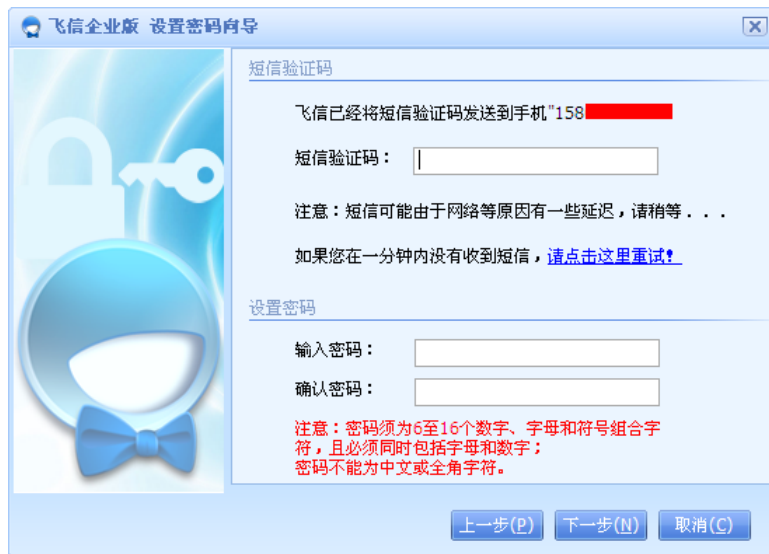 飞信企业版 设置密码向导
短信验证码
飞信已经将短信验证码发送到手机"158
短信验证码：
注意：短信可能由于网络等原因有一些延迟，请稍等...
如果您在一分钟内没有收到短信，请点击这里重试！
设置密码
输入密码：
确认密码：
注意：密码须为6至16个数字、字母和符号组合字
符，且必须同时包括字母和数字；
密码不能为中文或全角字符。
上一步(P) 下一步(N) 取消(C)